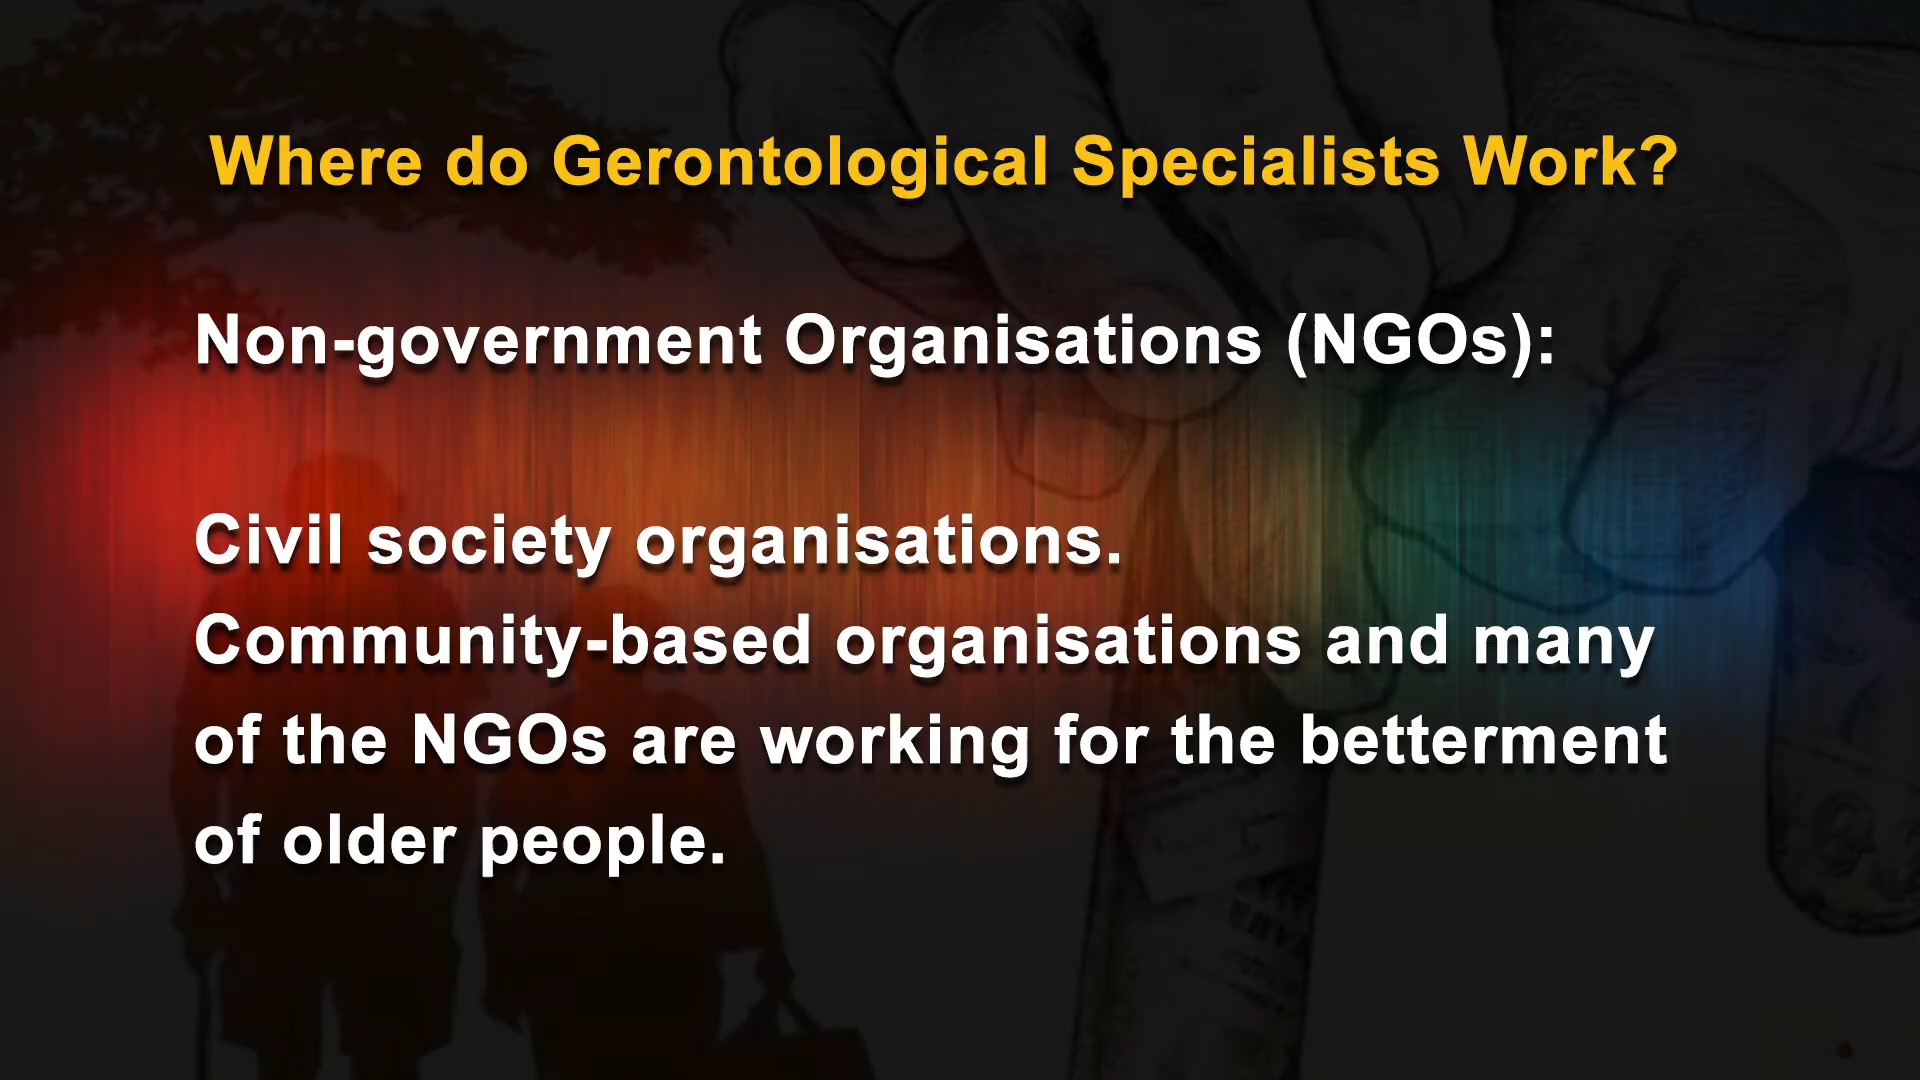 Where do Gerontological Specialists Work?
Non-government Organisations (NGOs):
Civil society organisations.
Community-based organisations and many
of the NGOs are working for the betterment
of older people.